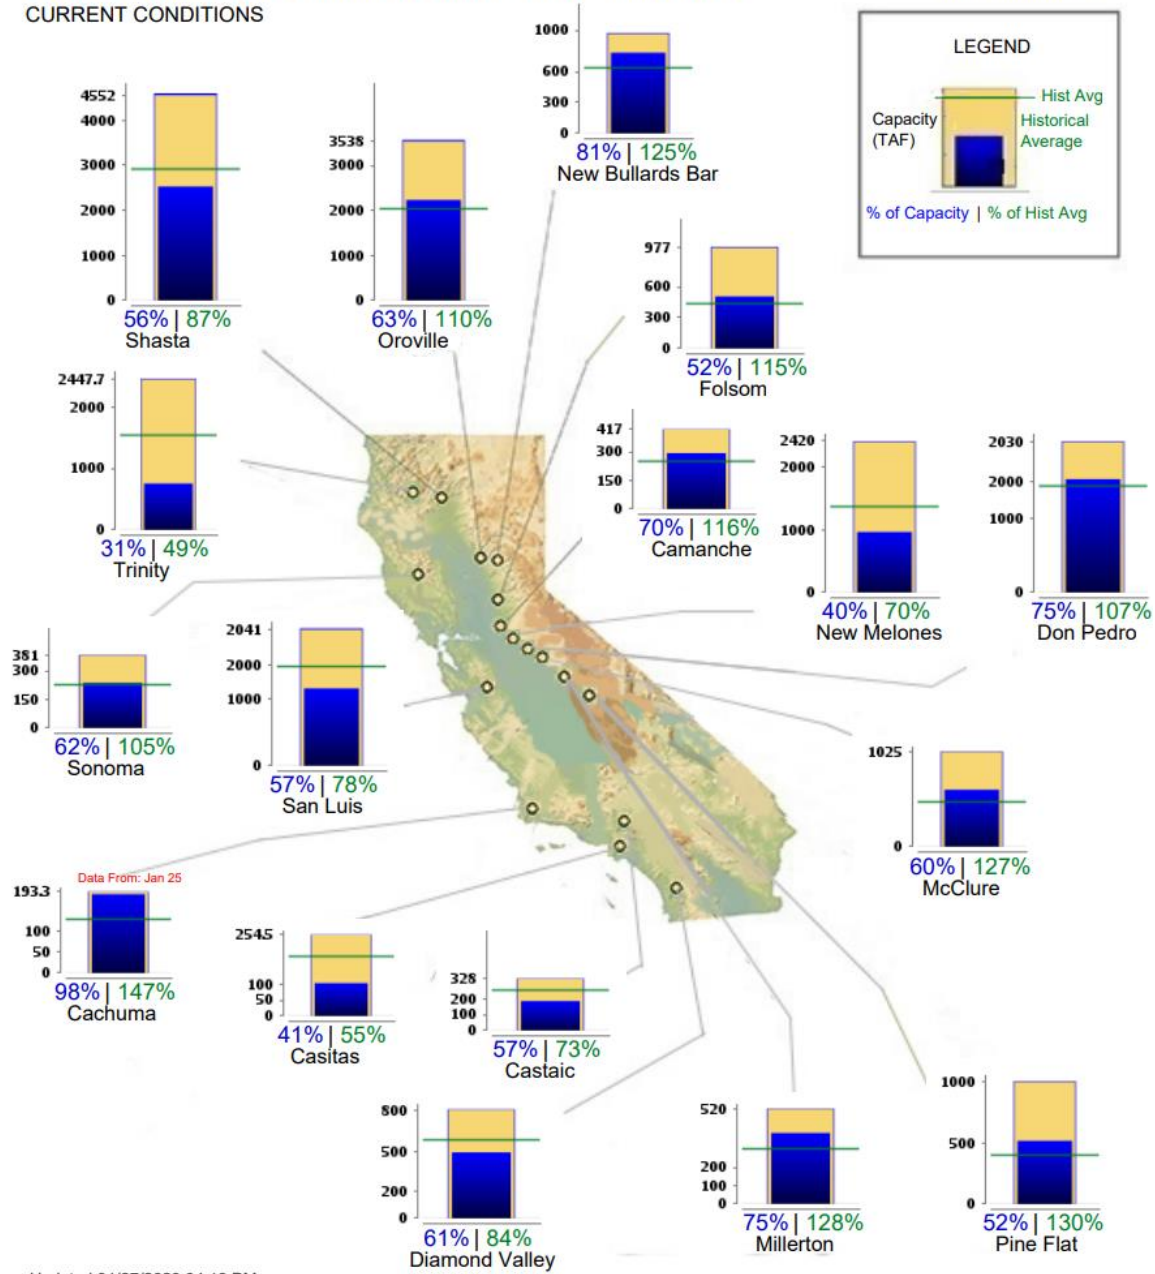 CURRENT CONDITIONS
LEGEND
Hist Avg
Capacity
(TAF)
Historical
Average
% of Capacity | % of Hist Avg
1000
600
300
0
81% | 125%
New Bullards Bar
4552
4000
3000
2000
1000
0
56% | 87%
Shasta
3538
3000
2000
1000
0
63% | 110%
Oroville
977
600
300
0
52% | 115%
Folsom
2447.7
2000
1000
0
31% | 49%
Trinity
417
300
150
0
70% | 116%
Camanche
2420
2000
1000
0
40% | 70%
New Melones
2030
2000
1000
0
75% | 107%
Don Pedro
381
300
150
0
62% | 105%
Sonoma
2041
2000
1000
0
57% | 78%
San Luis
1025
0
60% | 127%
McClure
Data From: Jan 25
193.3
100
50
0
98% | 147%
Cachuma
254.5
100
50
0
41% | 55%
Casitas
328
200
100
0
57% | 73%
Castaic
800
500
200
0
61% | 84%
Diamond Valley
520
200
100
0
75% | 128%
Millerton
1000
500
0
52% | 130%
Pine Flat